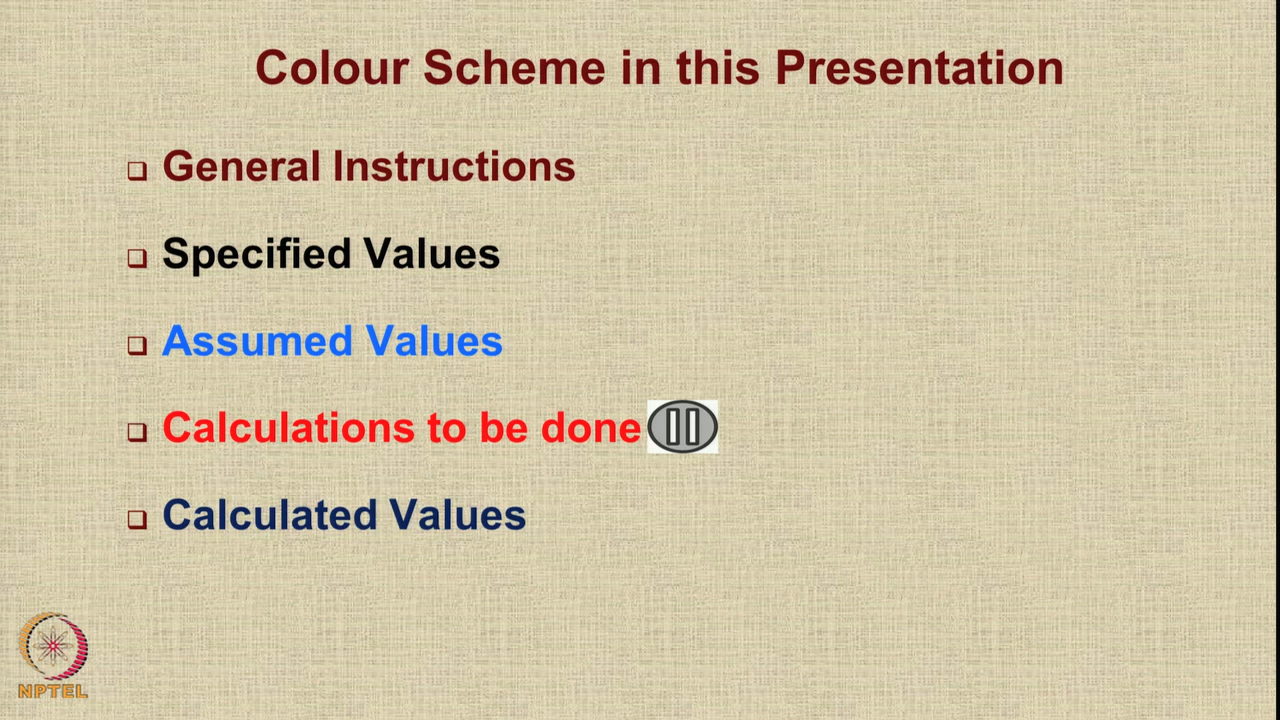 Colour Scheme in this Presentation
General Instructions
Specified Values
Assumed Values
Calculations to be done
Calculated Values
NPTEL